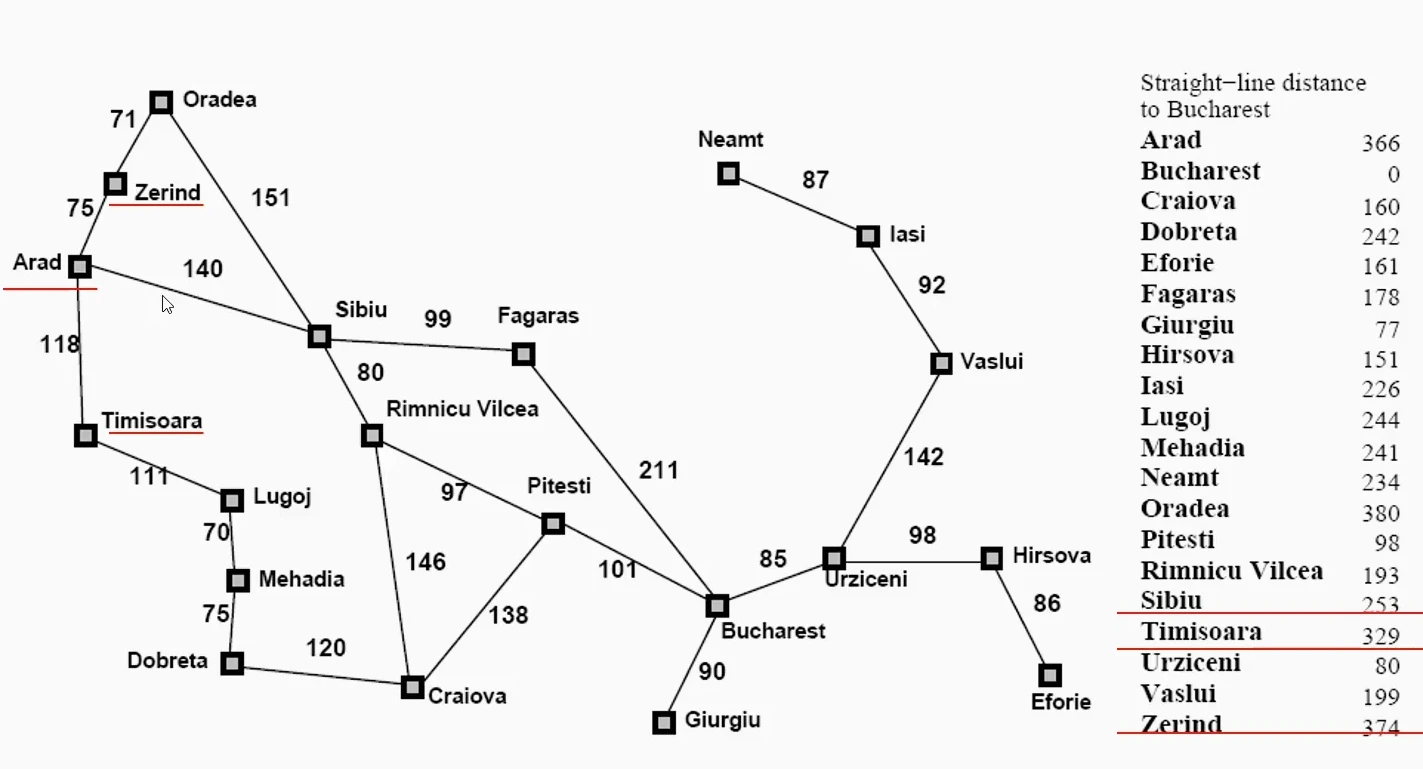 Oradea
71
Zerind
75
151
Arad
140
118
Sibiu
99
Fagaras
80
Timisoara
Rimnicu Vilcea
111
Lugoj
97
Pitesti
211
70
Mehadia
146
101
75
138
Dobreta
120
Craiova
Neamt
87
Iasi
92
Vaslui
142
98
Hirsova
85
Urziceni
86
Bucharest
90
Giurgiu
Eforie
Straight−line distance
to Bucharest
Arad 366
Bucharest 0
Craiova 160
Dobreta 242
Eforie 161
Fagaras 178
Giurgiu 77
Hirsova 151
Iasi 226
Lugoj 244
Mehadia 241
Neamt 234
Oradea 380
Pitesti 98
Rimnicu Vilcea 193
Sibiu 253
Timisoara 329
Urziceni 80
Vaslui 199
Zerind 374